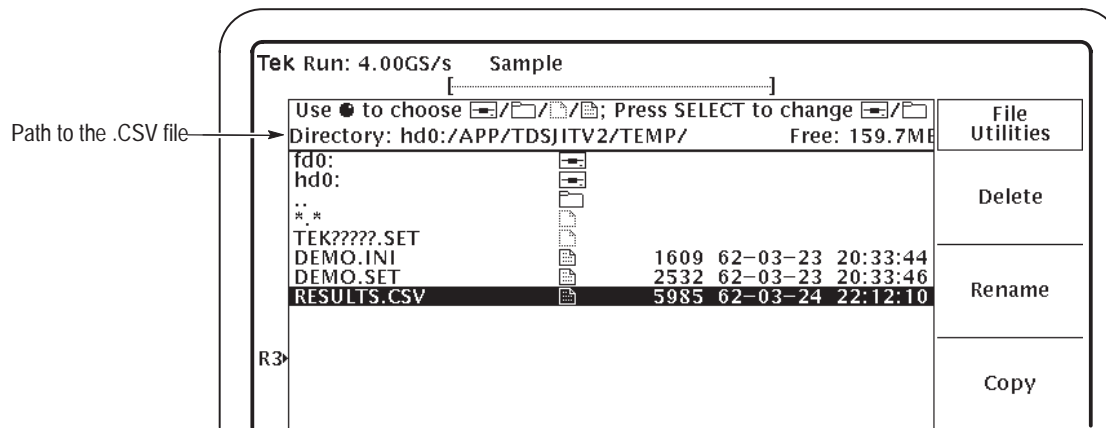 Tek Run: 4.00GS/s Sample
[ ]
Use to choose / / / ; Press SELECT to change /
Path to the .CSV file
Directory: hd0:/APP/TDSJITV2/TEMP/ Free: 159.7M
File
Utilities
fd0:
hd0:
..
*.*
TEK?????.SET
DEMO.INI 1609 62-03-23 20:33:44
DEMO.SET 2532 62-03-23 20:33:46
RESULTS.CSV 5985 62-03-24 22:12:10
Delete
Rename
R3
Copy